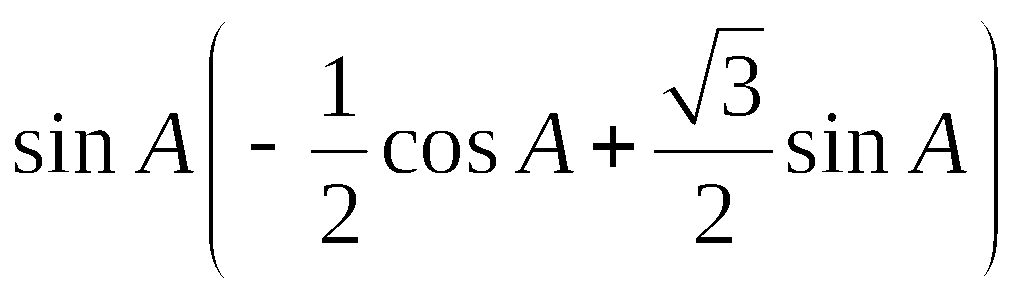 sin A ( - 1/2 cos A + √3/2 sin A )